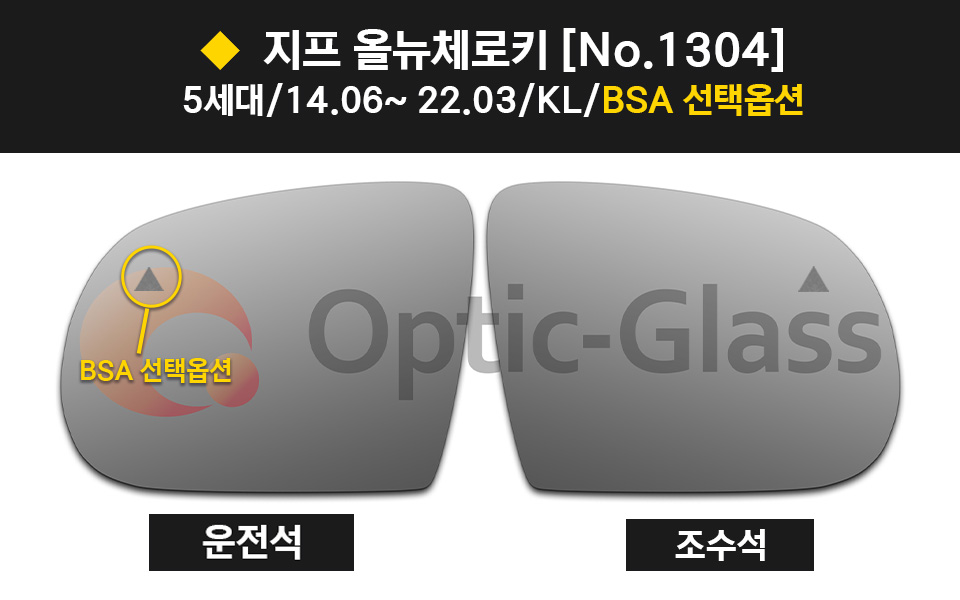 ◆ 지프 올뉴체로키 [No.1304]
5세대/14.06~ 22.03/KL/BSA 선택옵션
Optic-Glass
BSA 선택옵션
운전석
조수석